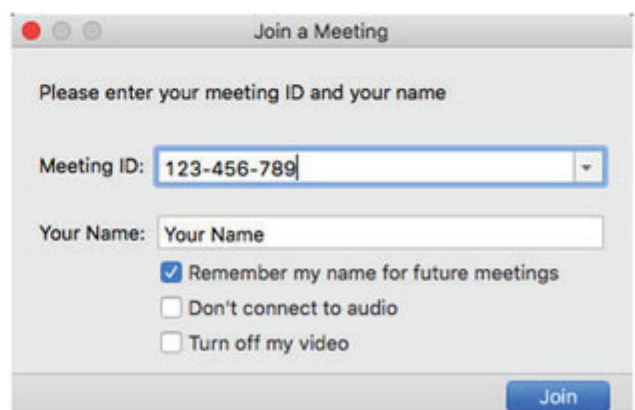 Join a Meeting
Please enter your meeting ID and your name
Meeting ID: 123-456-789
Your Name: Your Name
Remember my name for future meetings
Don't connect to audio
Turn off my video
Join